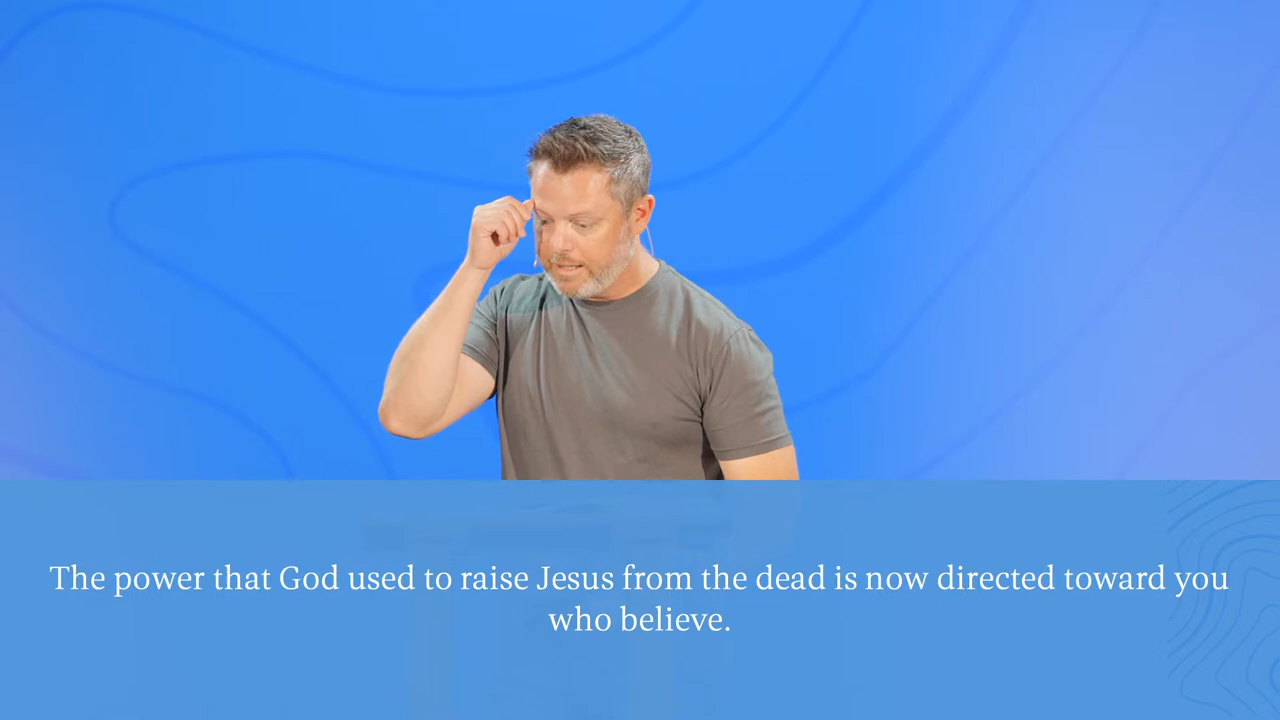 The power that God used to raise Jesus from the dead is now directed toward you
who believe.